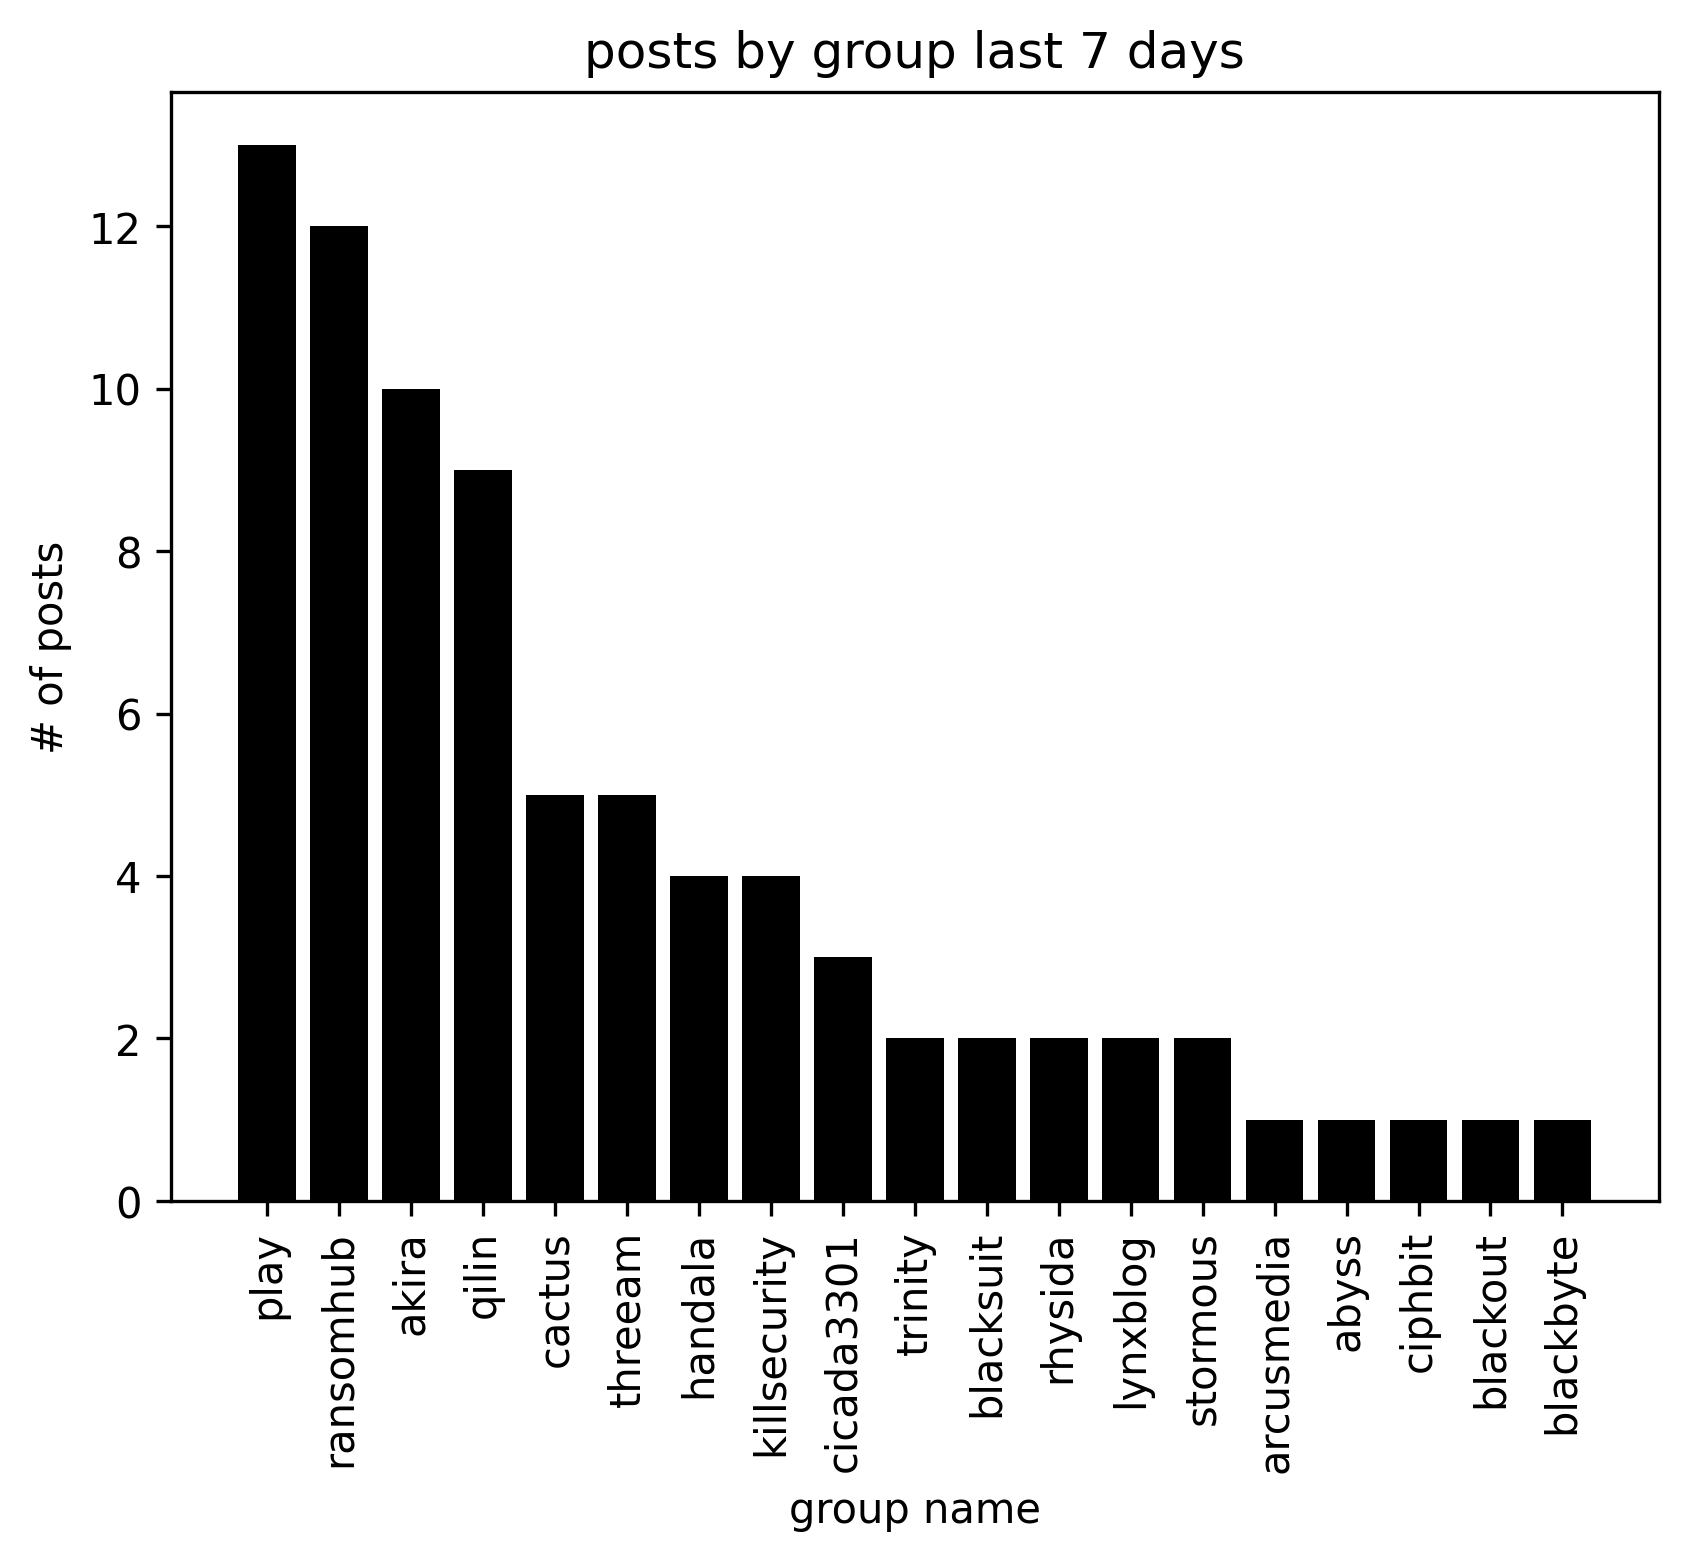 posts by group last 7 days
# of posts
12
10
8
6
4
2
0
play
ransomhub
akira
qilin
cactus
threeam
handala
killsecurity
cicada3301
trinity
blacksuit
rhysida
lynxblog
stormous
arcusmedia
abyss
ciphbit
blackout
blackbyte
group name